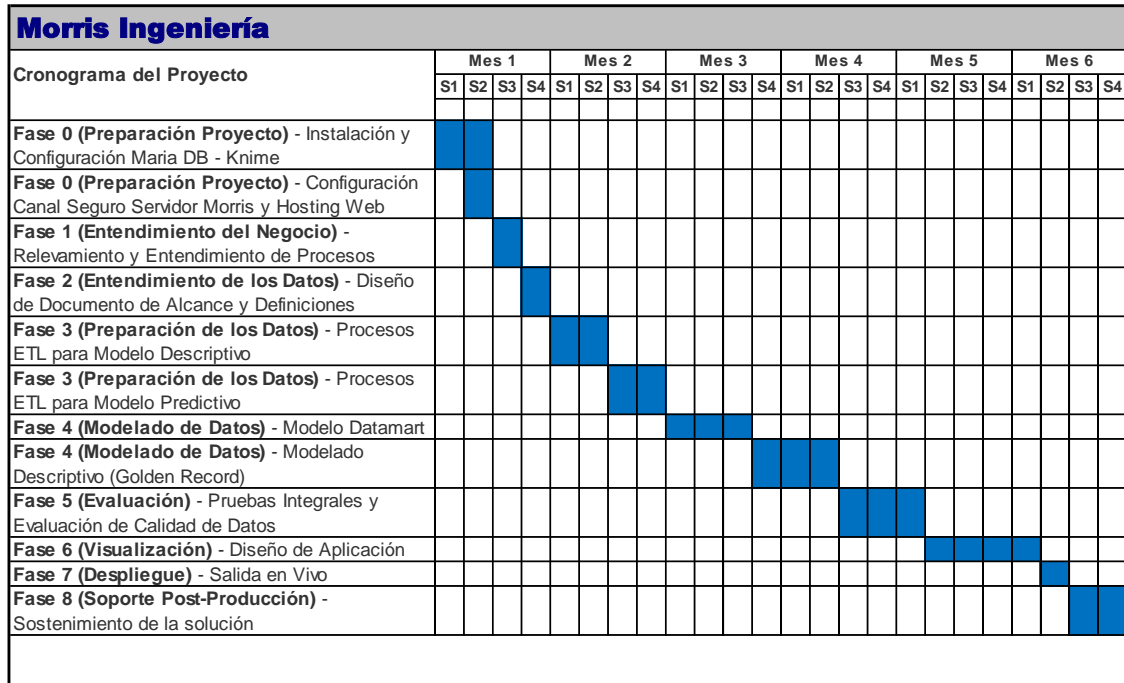 Morris Ingeniería
Cronograma del Proyecto
Mes 1 Mes 2 Mes 3 Mes 4 Mes 5 Mes 6
S1 S2 S3 S4 S1 S2 S3 S4 S1 S2 S3 S4 S1 S2 S3 S4 S1 S2 S3 S4 S1 S2 S3 S4
Fase 0 (Preparación Proyecto) - Instalación y
Configuración Maria DB - Knime
Fase 0 (Preparación Proyecto) - Configuración
Canal Seguro Servidor Morris y Hosting Web
Fase 1 (Entendimiento del Negocio) -
Relevamiento y Entendimiento de Procesos
Fase 2 (Entendimiento de los Datos) - Diseño
de Documento de Alcance y Definiciones
Fase 3 (Preparación de los Datos) - Procesos
ETL para Modelo Descriptivo
Fase 3 (Preparación de los Datos) - Procesos
ETL para Modelo Predictivo
Fase 4 (Modelado de Datos) - Modelo Datamart
Fase 4 (Modelado de Datos) - Modelado
Descriptivo (Golden Record)
Fase 5 (Evaluación) - Pruebas Integrales y
Evaluación de Calidad de Datos
Fase 6 (Visualización) - Diseño de Aplicación
Fase 7 (Despliegue) - Salida en Vivo
Fase 8 (Soporte Post-Producción) -
Sostenimiento de la solución